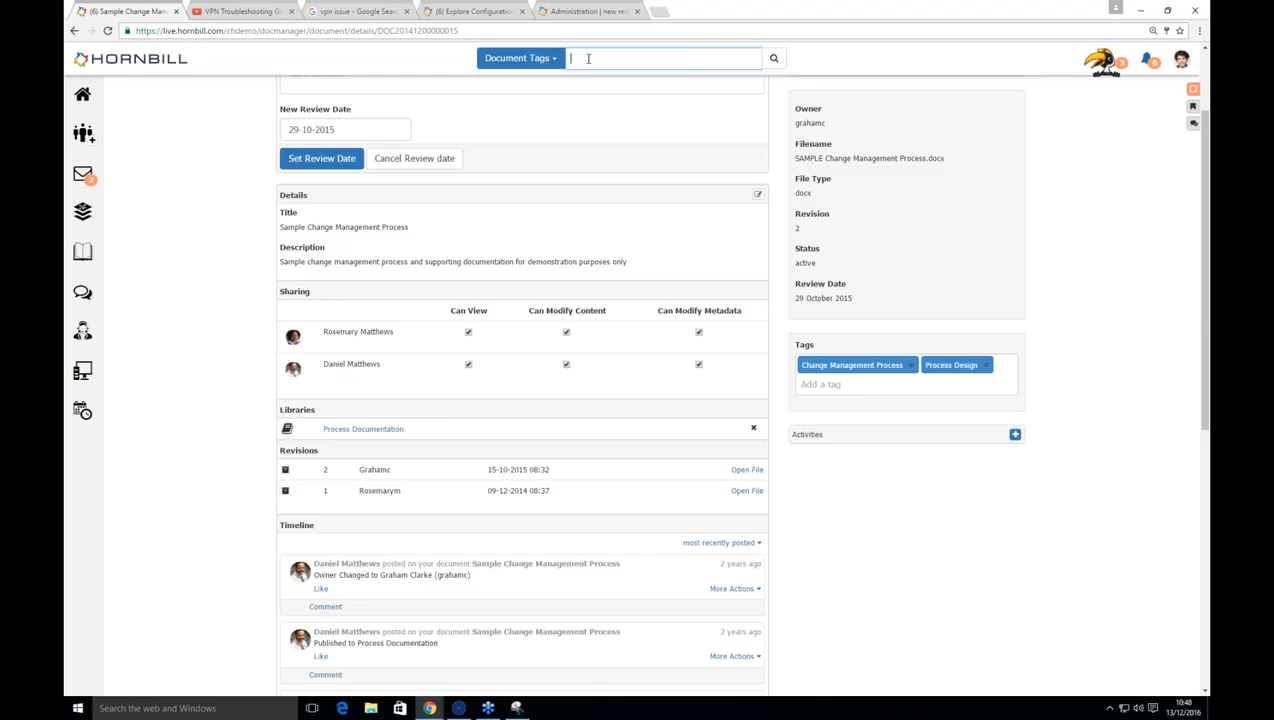 (6) Sample Change Man
VPN Troubleshooting G
vpn issue - Google Sear
(6) Explore Configuration
Administration | new re
https://live.hornbill.com/chdemo/docmanager/document/details/DOC20141200000015
HORNBILL
Document Tags
3
6
2
New Review Date
29-10-2015
Set Review Date
Cancel Review date
Details
Title
Sample Change Management Process
Description
Sample change management process and supporting documentation for demonstration purposes only
Sharing
Can View Can Modify Content Can Modify Metadata
Rosemary Matthews
Daniel Matthews
Libraries
Process Documentation
Revisions
2 Grahamc 15-10-2015 08:32 Open File
1 Rosemarym 09-12-2014 08:37 Open File
Timeline
most recently posted
Daniel Matthews posted on your document Sample Change Management Process 2 years ago
Owner Changed to Graham Clarke (grahamc)
Like More Actions
Comment
Daniel Matthews posted on your document Sample Change Management Process 2 years ago
Published to Process Documentation
Like More Actions
Comment
Owner
grahamc
Filename
SAMPLE Change Management Process.docx
File Type
docx
Revision
2
Status
active
Review Date
29 October 2015
Tags
Change Management Process
Process Design
Add a tag
Activities
Search the web and Windows
10:48
13/12/2016